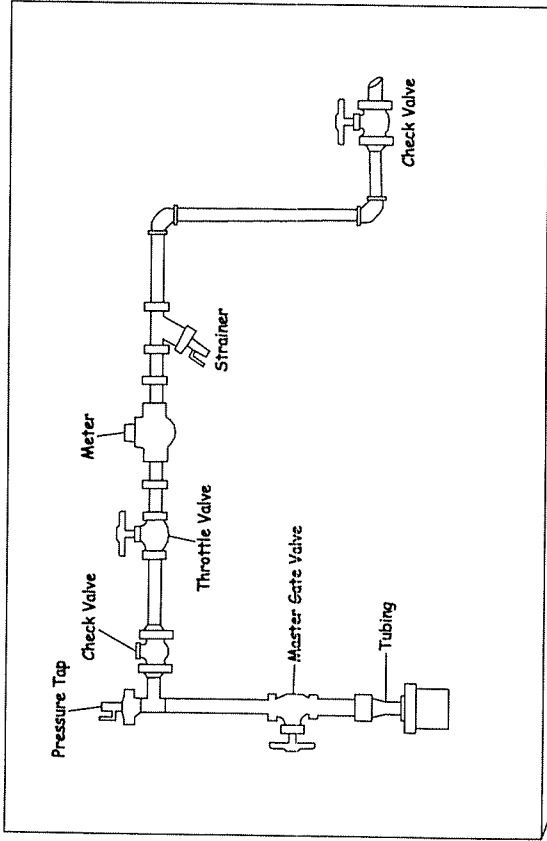 Pressure Tap
Check Valve
Throttle Valve
Meter
Strainer
Check Valve
Master Gate Valve
Tubing